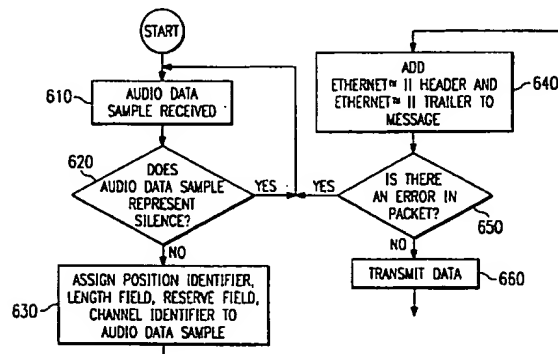 START
610
AUDIO DATA
SAMPLE RECEIVED
620
DOES
AUDIO DATA SAMPLE
REPRESENT
SILENCE?
YES
NO
630
ASSIGN POSITION IDENTIFIER,
LENGTH FIELD, RESERVE FIELD,
CHANNEL IDENTIFIER TO
AUDIO DATA SAMPLE
ADD
ETHERNET™ II HEADER AND
ETHERNET™ II TRAILER TO
MESSAGE
640
YES
IS THERE
AN ERROR IN
PACKET?
650
NO
TRANSMIT DATA
660